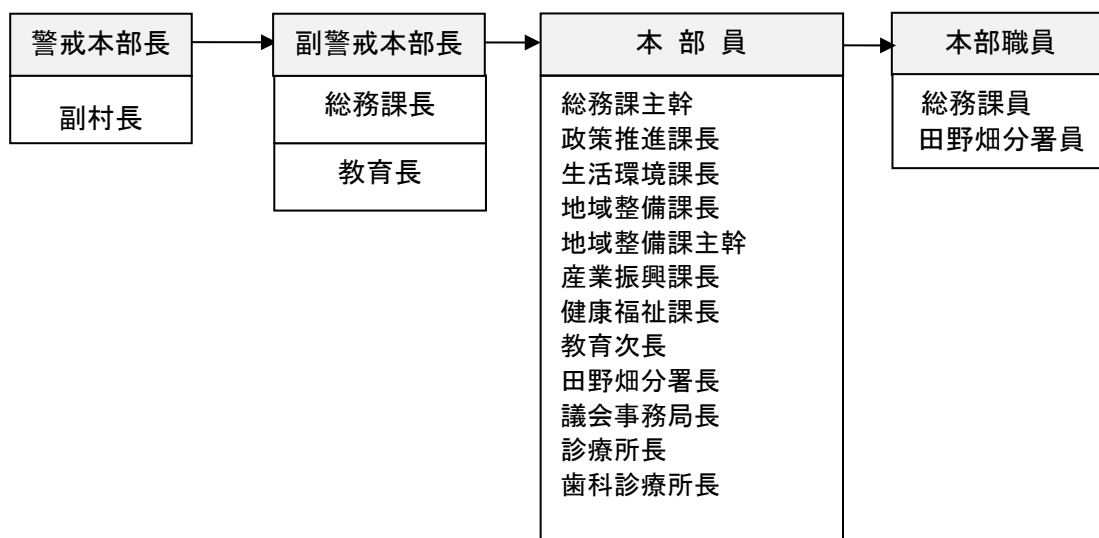 警戒本部長
副村長
副警戒本部長
総務課長
教育長
本 部 員
総務課主幹
政策推進課長
生活環境課長
地域整備課長
地域整備課主幹
産業振興課長
健康福祉課長
教育次長
田野畑分署長
議会事務局長
診療所長
歯科診療所長
本部職員
総務課員
田野畑分署員